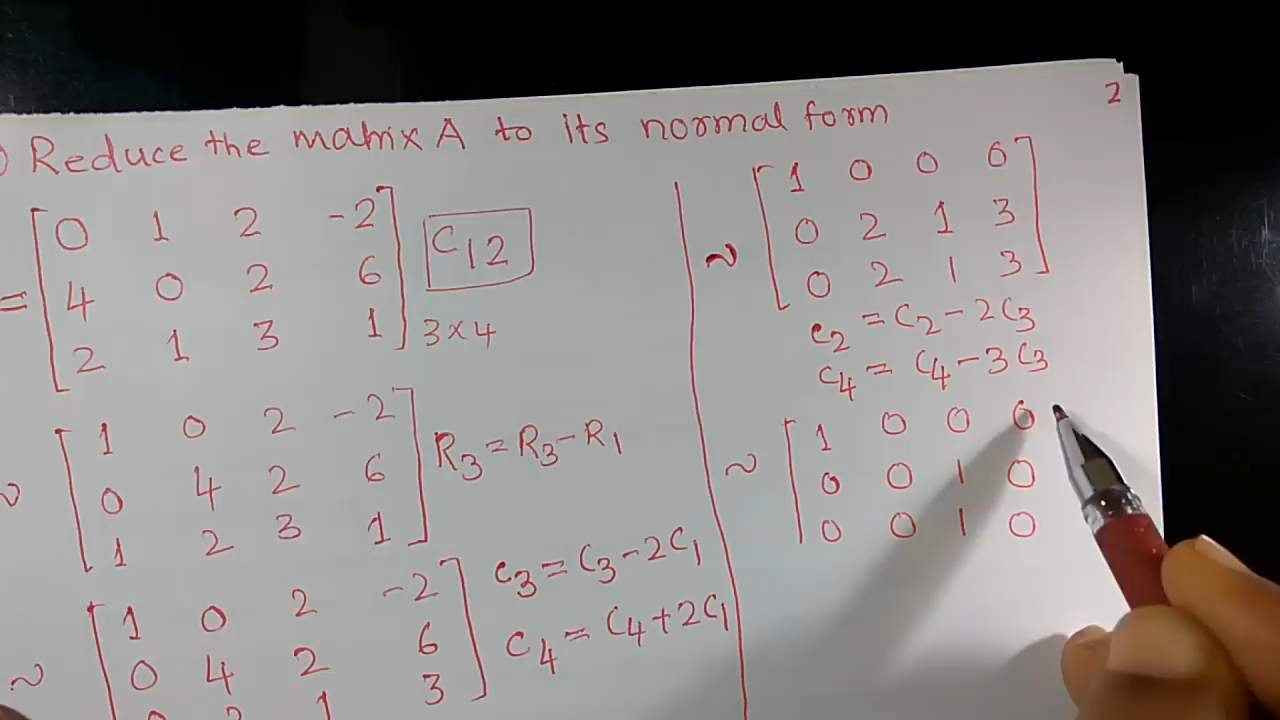 2
) Reduce the matrix A to its normal form
= [0 1 2 -2] C12
[4 0 2 6]
[2 1 3 1] 3×4
~ [1 0 2 -2]
[0 4 2 6] R3 = R3 - R1
[1 2 3 1]
~ [1 0 2 -2] C3 = C3 - 2C1
[0 4 2 6] C4 = C4 + 2C1
3
~ [1 0 0 0]
[0 2 1 3]
[0 2 1 3]
C2 = C2 - 2C3
C4 = C4 - 3C3
~ [1 0 0 0
0 0 1 0
0 0 1 0